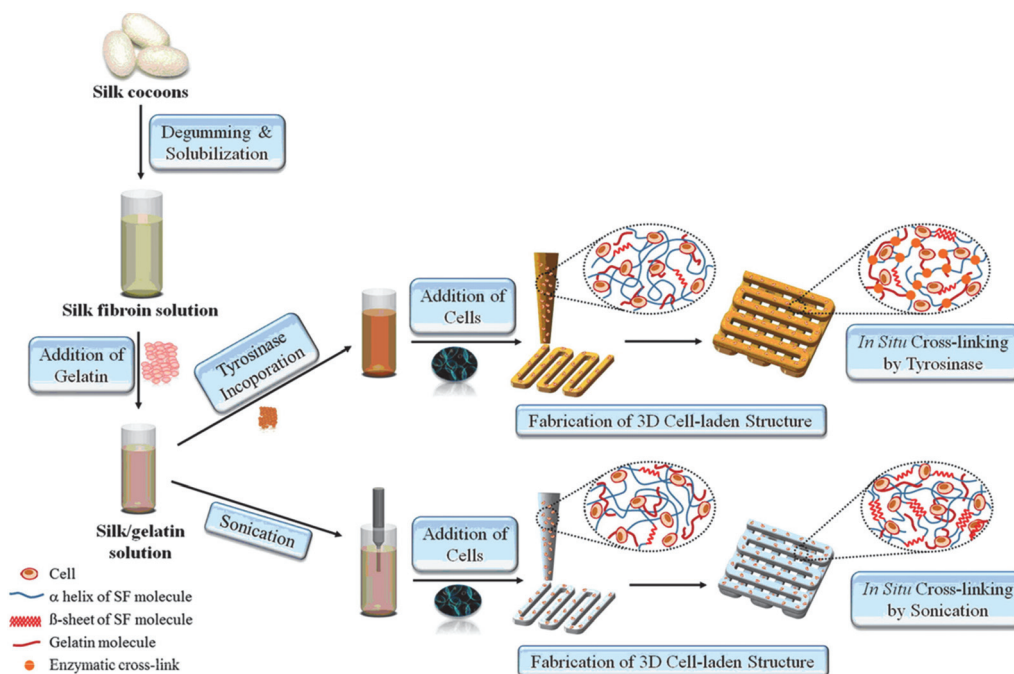 Silk cocoons
Degumming &
Solubilization
Silk fibroin solution
Addition of
Gelatin
Silk/gelatin
solution
Tyrosinase
Incoporation
Addition of
Cells
Fabrication of 3D Cell-laden Structure
In Situ Cross-linking
by Tyrosinase
Sonication
Addition of
Cells
Fabrication of 3D Cell-laden Structure
In Situ Cross-linking
by Sonication
Cell
α helix of SF molecule
ß-sheet of SF molecule
Gelatin molecule
Enzymatic cross-link